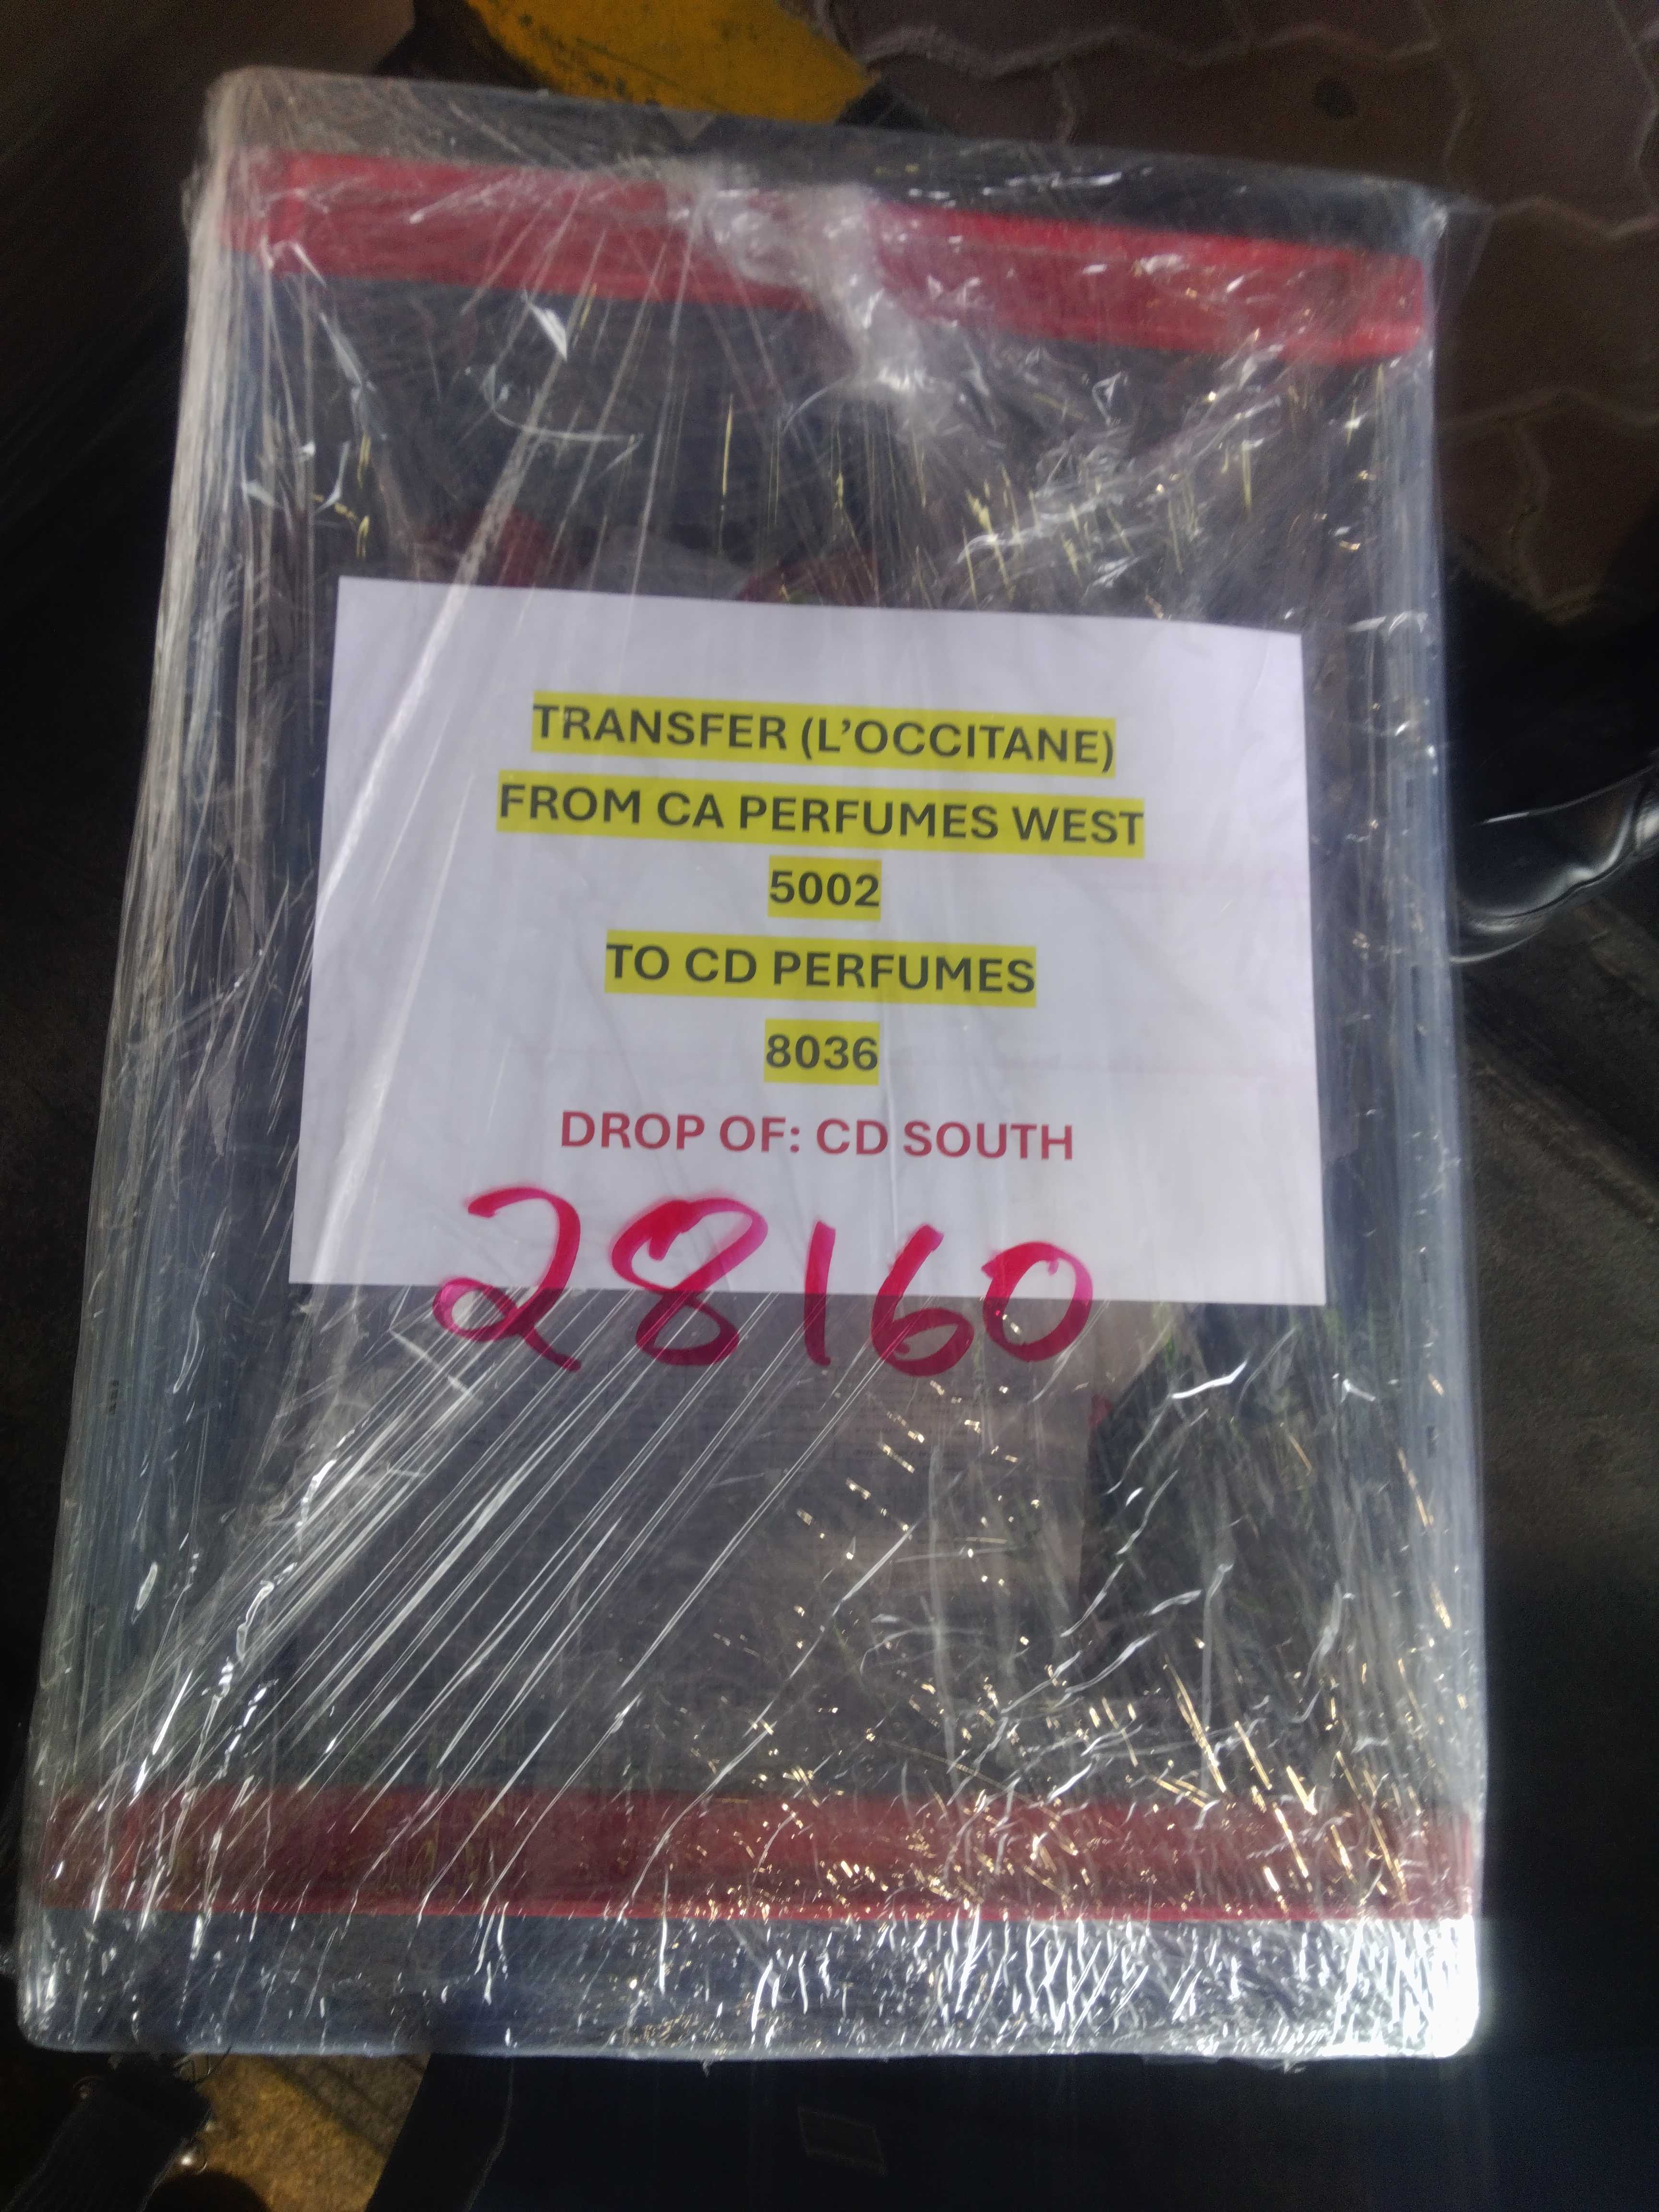 TRANSFER (L'OCCITANE)
FROM CA PERFUMES WEST
5002
TO CD PERFUMES
8036
DROP OF: CD SOUTH
28160